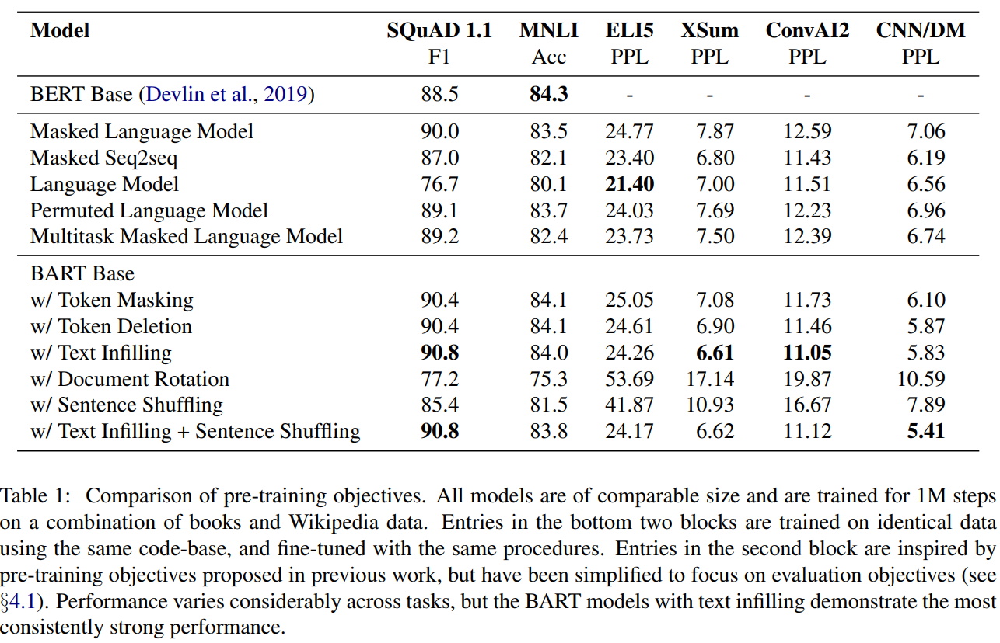 Model SQuAD 1.1 MNLI ELI5 XSum ConvAI2 CNN/DM
F1 Acc PPL PPL PPL PPL
BERT Base (Devlin et al., 2019) 88.5 84.3 - - - -
Masked Language Model 90.0 83.5 24.77 7.87 12.59 7.06
Masked Seq2seq 87.0 82.1 23.40 6.80 11.43 6.19
Language Model 76.7 80.1 21.40 7.00 11.51 6.56
Permuted Language Model 89.1 83.7 24.03 7.69 12.23 6.96
Multitask Masked Language Model 89.2 82.4 23.73 7.50 12.39 6.74
BART Base
w/ Token Masking 90.4 84.1 25.05 7.08 11.73 6.10
w/ Token Deletion 90.4 84.1 24.61 6.90 11.46 5.87
w/ Text Infilling 90.8 84.0 24.26 6.61 11.05 5.83
w/ Document Rotation 77.2 75.3 53.69 17.14 19.87 10.59
w/ Sentence Shuffling 85.4 81.5 41.87 10.93 16.67 7.89
w/ Text Infilling + Sentence Shuffling 90.8 83.8 24.17 6.62 11.12 5.41
Table 1: Comparison of pre-training objectives. All models are of comparable size and are trained for 1M steps
on a combination of books and Wikipedia data. Entries in the bottom two blocks are trained on identical data
using the same code-base, and fine-tuned with the same procedures. Entries in the second block are inspired by
pre-training objectives proposed in previous work, but have been simplified to focus on evaluation objectives (see
§4.1). Performance varies considerably across tasks, but the BART models with text infilling demonstrate the most
consistently strong performance.